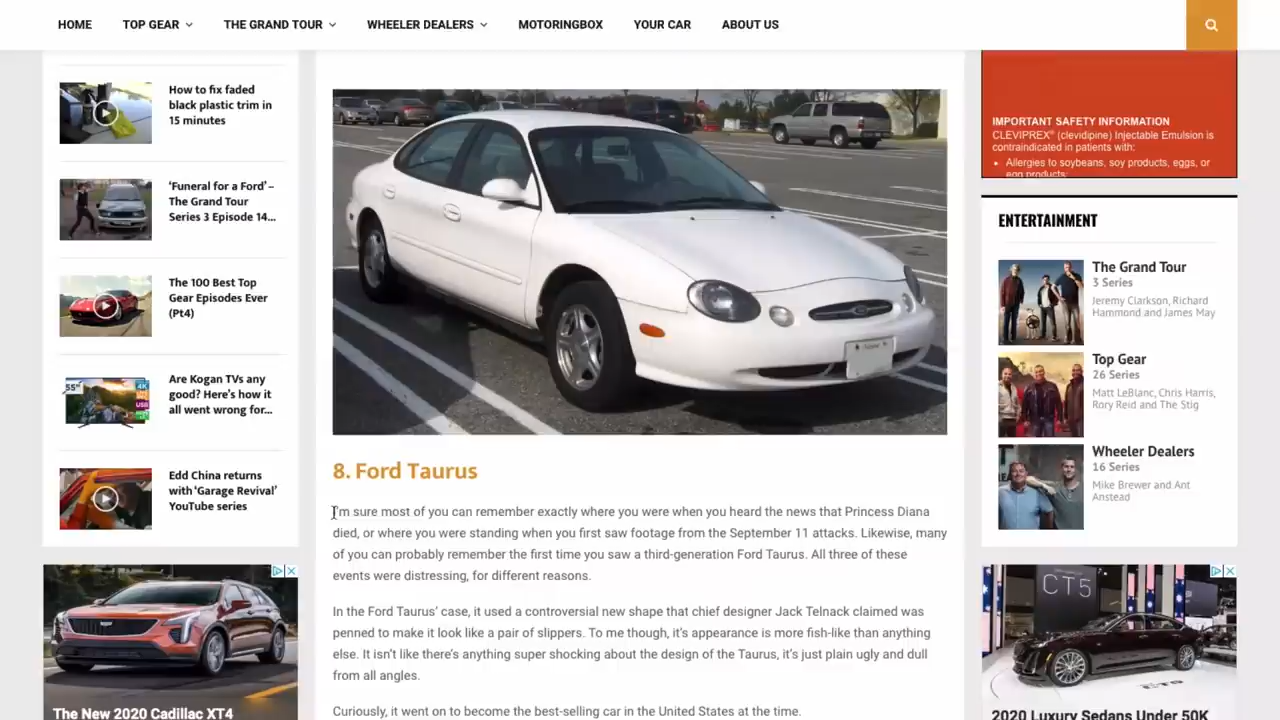 HOME
TOP GEAR
THE GRAND TOUR
WHEELER DEALERS
MOTORINGBOX
YOUR CAR
ABOUT US
How to fix faded
black plastic trim in
15 minutes
‘Funeral for a Ford’ –
The Grand Tour
Series 3 Episode 14...
The 100 Best Top
Gear Episodes Ever
(Pt4)
55"
4K
USB
Are Kogan TVs any
good? Here's how it
all went wrong for...
Edd China returns
with ‘Garage Revival’
YouTube series
The New 2020 Cadillac XT4
8. Ford Taurus
I'm sure most of you can remember exactly where you were when you heard the news that Princess Diana
died, or where you were standing when you first saw footage from the September 11 attacks. Likewise, many
of you can probably remember the first time you saw a third-generation Ford Taurus. All three of these
events were distressing, for different reasons.
In the Ford Taurus’ case, it used a controversial new shape that chief designer Jack Telnack claimed was
penned to make it look like a pair of slippers. To me though, it’s appearance is more fish-like than anything
else. It isn’t like there’s anything super shocking about the design of the Taurus, it’s just plain ugly and dull
from all angles.
Curiously, it went on to become the best-selling car in the United States at the time.
IMPORTANT SAFETY INFORMATION
CLEVIPREX® (clevidipine) Injectable Emulsion is
contraindicated in patients with:
• Allergies to soybeans, soy products, eggs, or
egg products;
ENTERTAINMENT
The Grand Tour
3 Series
Jeremy Clarkson, Richard
Hammond and James May
Top Gear
26 Series
Matt LeBlanc, Chris Harris,
Rory Reid and The Stig
Wheeler Dealers
16 Series
Mike Brewer and Ant
Anstead
CT5
2020 Luxury Sedans Under 50K